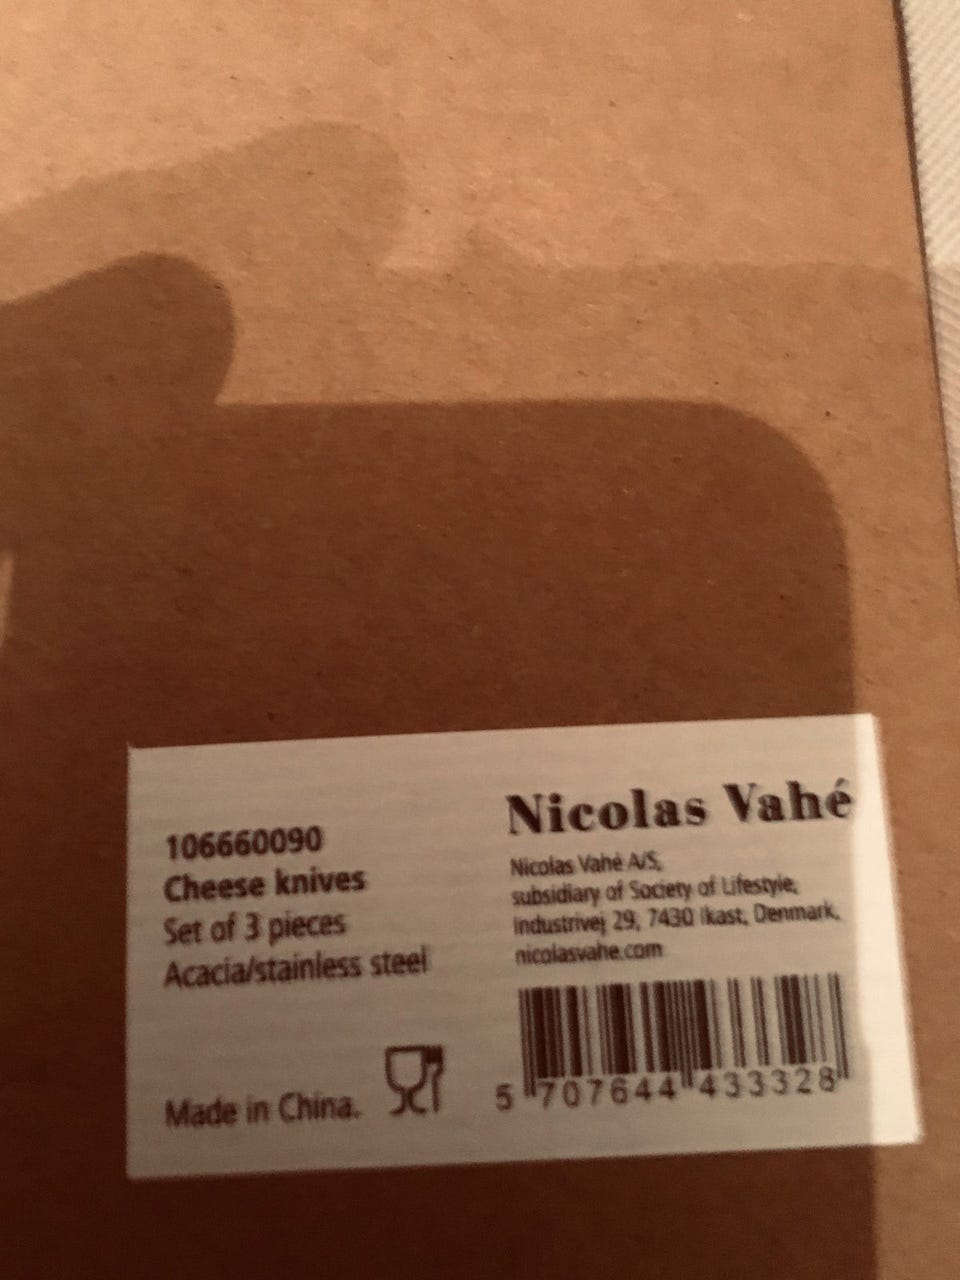 106660090
Cheese knives
Set of 3 pieces
Acacia/stainless steel
Made in China.
Nicolas Vahé
Nicolas Vahé A/S,
subsidiary of Society of Lifestyle,
Industrivej 29, 7430 Ikast, Denmark,
nicolasvahe.com
5 707644 433328